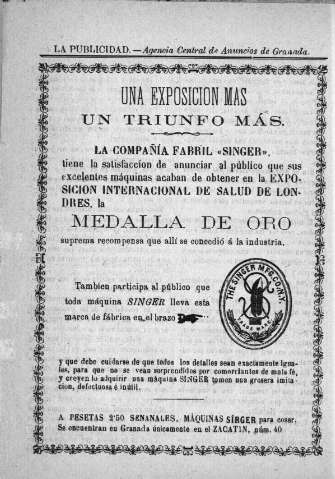 LA PUBLICIDAD.—Agencia Central de Anuncios de Granada.
UNA EXPOSICION MAS
UN TRIUNFO MÁS.
LA COMPAÑÍA FABRIL «SINGER»,
tiene la satisfaccion de anunciar al público que sus
excelentes máquinas acaban de obtener en la EXPO-
SICION INTERNACIONAL DE SALUD DE LON-
DRES, la
MEDALLA DE ORO
suprema recompensa que allí se concedió á la industria.
Tambien participa al público que
toda máquina SINGER lleva esta
marca de fábrica en el brazo
THE SINGER MFG. CO. N.Y.
TRADE MARK
y que debe cuidarse de que todos los detalles sean exactamente igua-
les, para que no se vean sorprendidos por comerciantes de mala fé,
y creyen lo adquirir una máquina SINGER tomen una grosera imita-
cion, defectuosa é inútil.
A PESETAS 2'50 SENANALES, MÁQUINAS SINGER para coser.
Se encuentran en Granada únicamente en el ZACATIN, núm. 40